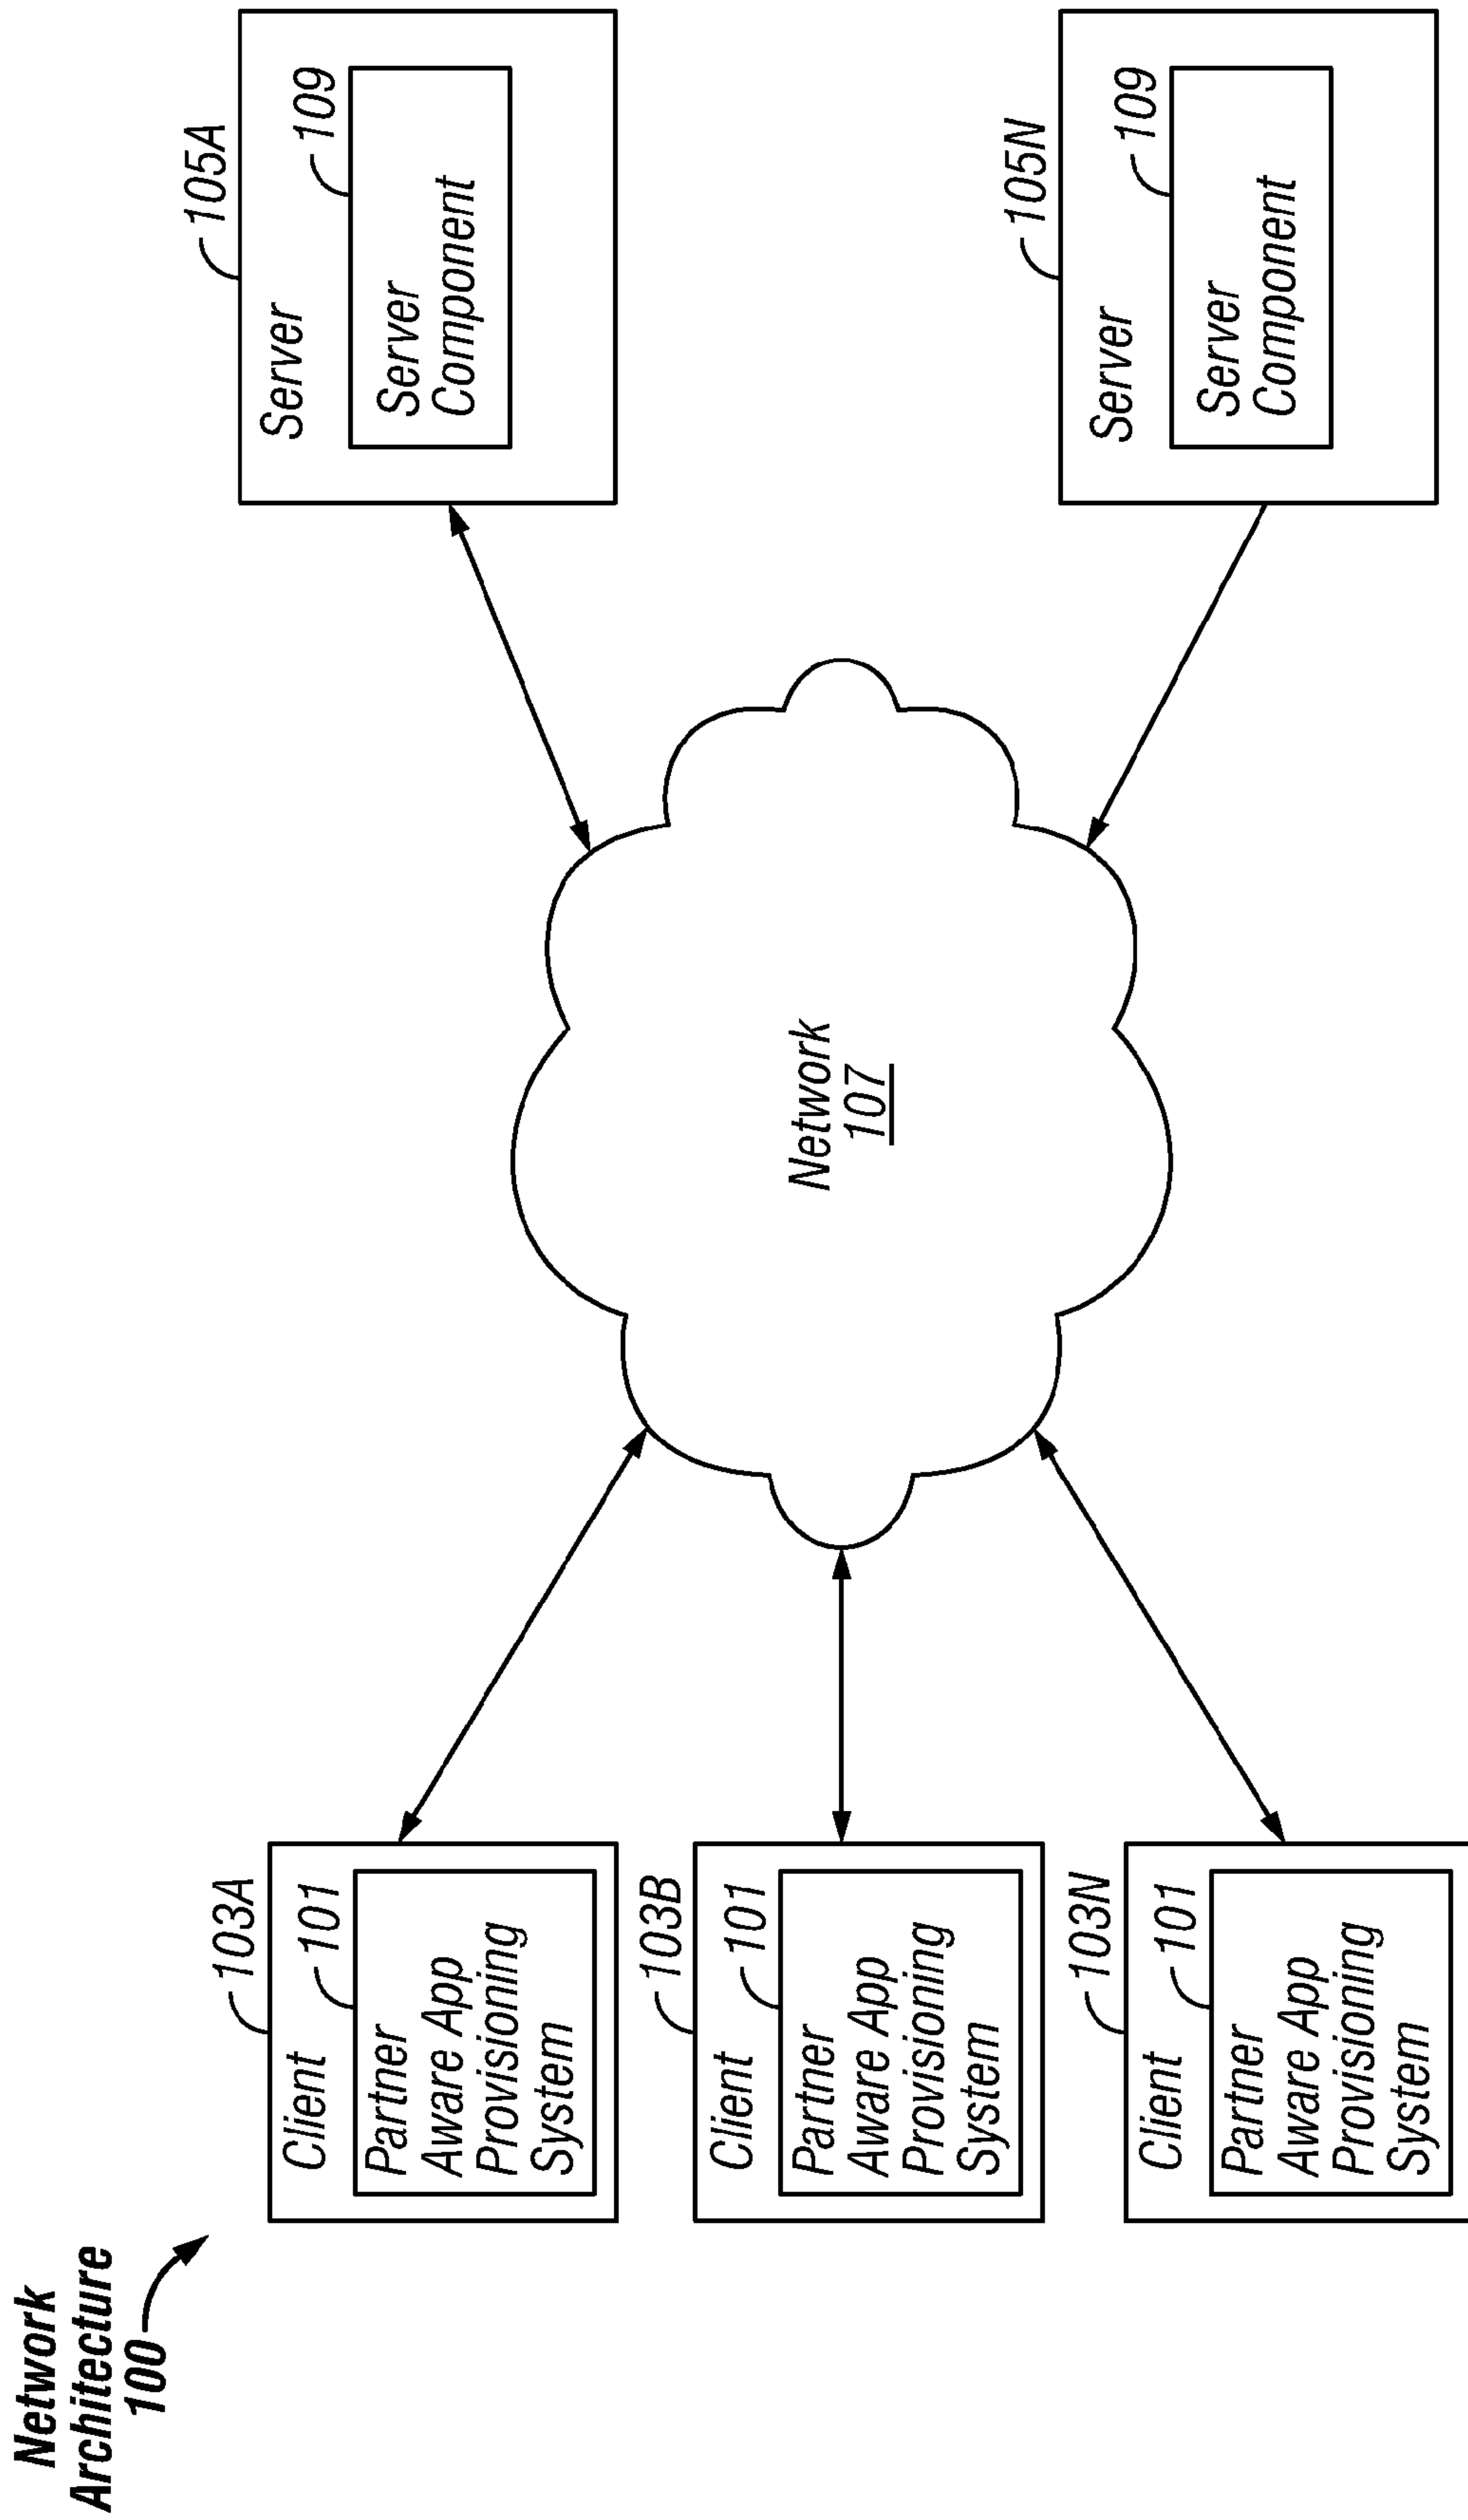 Network
Architecture
100
103A
Client
101
Partner
Aware App
Provisioning
System
103B
Client
101
Partner
Aware App
Provisioning
System
103N
Client
101
Partner
Aware App
Provisioning
System
Network
107
105A
Server
109
Server
Component
105N
Server
109
Server
Component